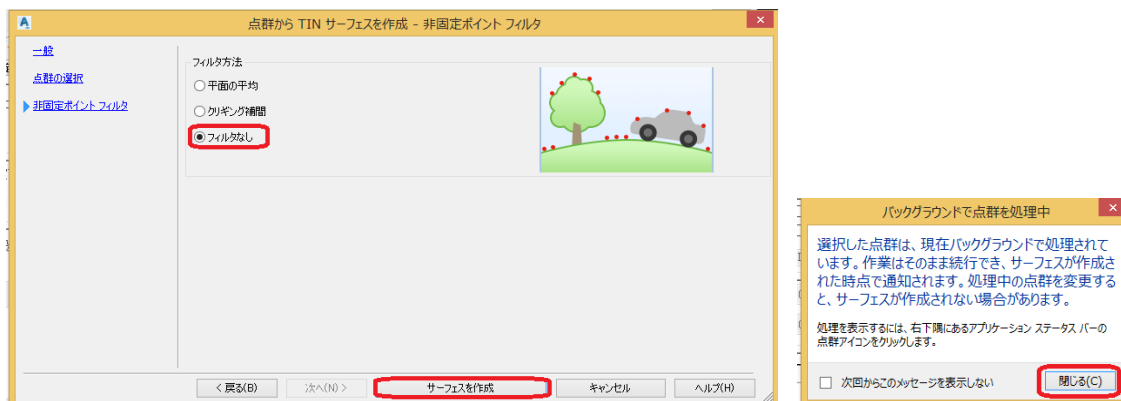 点群から TIN サーフェスを作成 - 非固定ポイント フィルタ
一般
点群の選択
非固定ポイント フィルタ
フィルタ方法
平面の平均
クリギング補間
フィルタなし
< 戻る(B)
次へ(N) >
サーフェスを作成
キャンセル
ヘルプ(H)
バックグラウンドで点群を処理中
選択した点群は、現在バックグラウンドで処理されて
います。作業はそのまま続行でき、サーフェスが作成さ
れた時点で通知されます。処理中の点群を変更する
と、サーフェスが作成されない場合があります。
処理を表示するには、右下隅にあるアプリケーション ステータス バーの
点群アイコンをクリックします。
次回からこのメッセージを表示しない
閉じる(C)